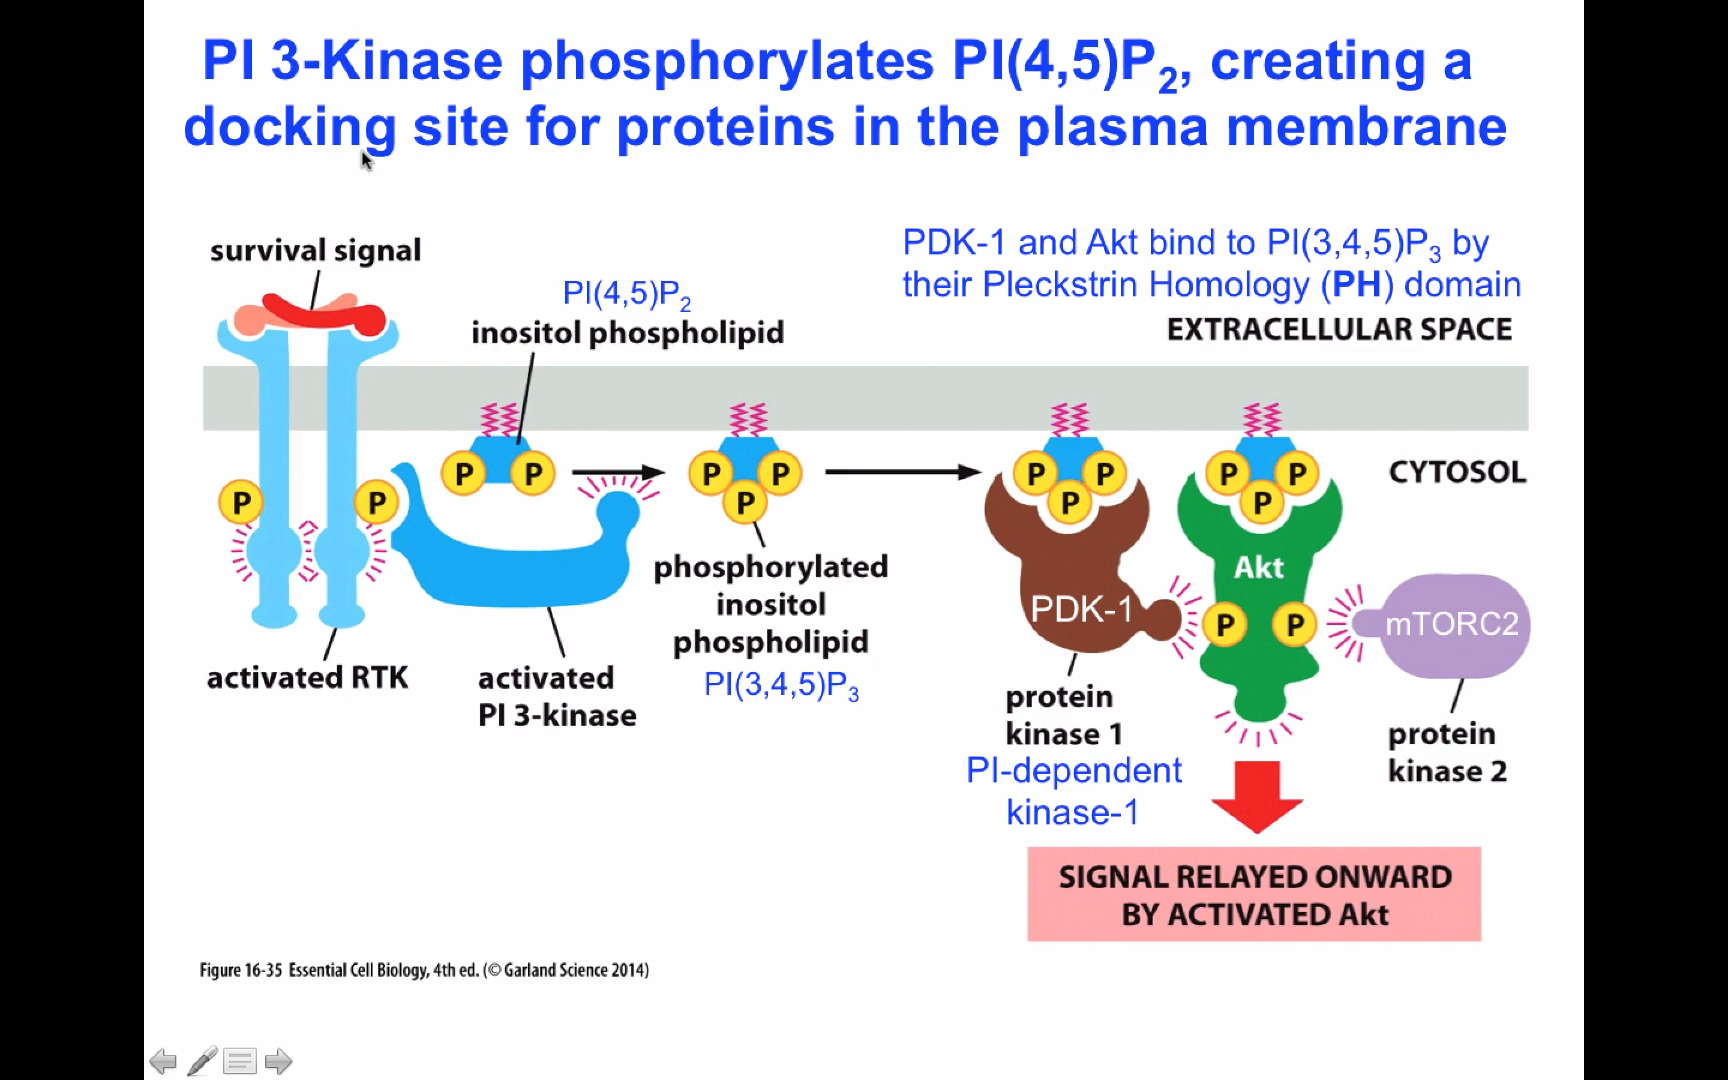 PI 3-Kinase phosphorylates PI(4,5)P2, creating a
docking site for proteins in the plasma membrane
survival signal
PI(4,5)P2
inositol phospholipid
PDK-1 and Akt bind to PI(3,4,5)P3 by
their Pleckstrin Homology (PH) domain
EXTRACELLULAR SPACE
CYTOSOL
P
P
P
P
P
P
P
P
P
P
P
P
P
phosphorylated
inositol
phospholipid
PI(3,4,5)P3
Akt
PDK-1
P
P
mTORC2
activated RTK
activated
PI 3-kinase
protein
kinase 1
PI-dependent
kinase-1
protein
kinase 2
SIGNAL RELAYED ONWARD
BY ACTIVATED Akt
Figure 16-35 Essential Cell Biology, 4th ed. (© Garland Science 2014)